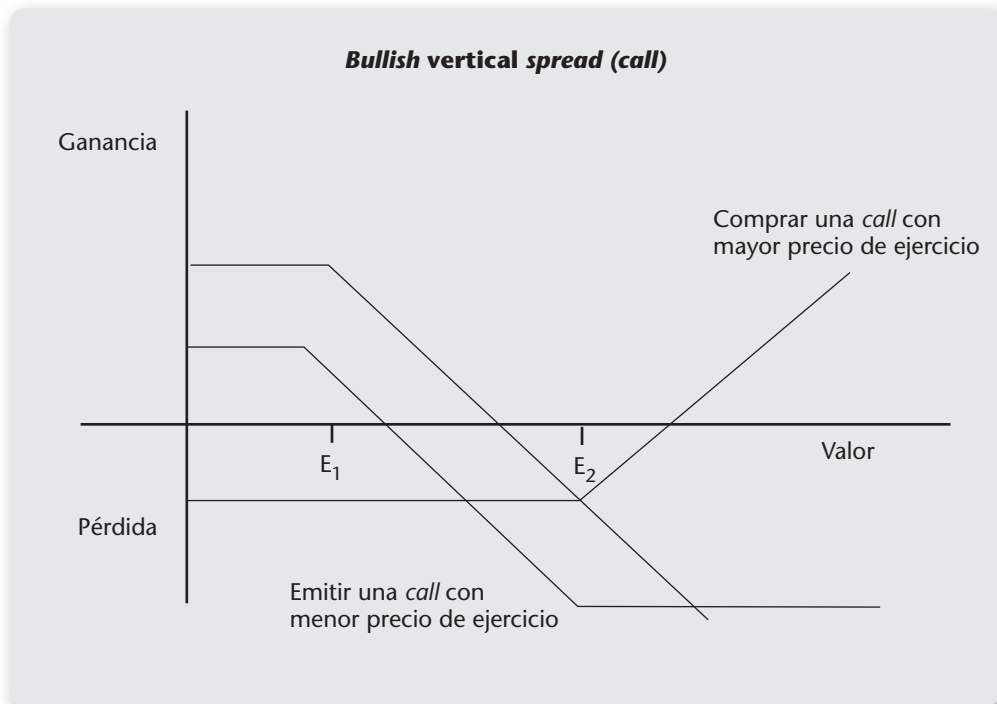 Bullish vertical spread (call)
Ganancia
Comprar una call con
mayor precio de ejercicio
E1
E2
Valor
Pérdida
Emitir una call con
menor precio de ejercicio